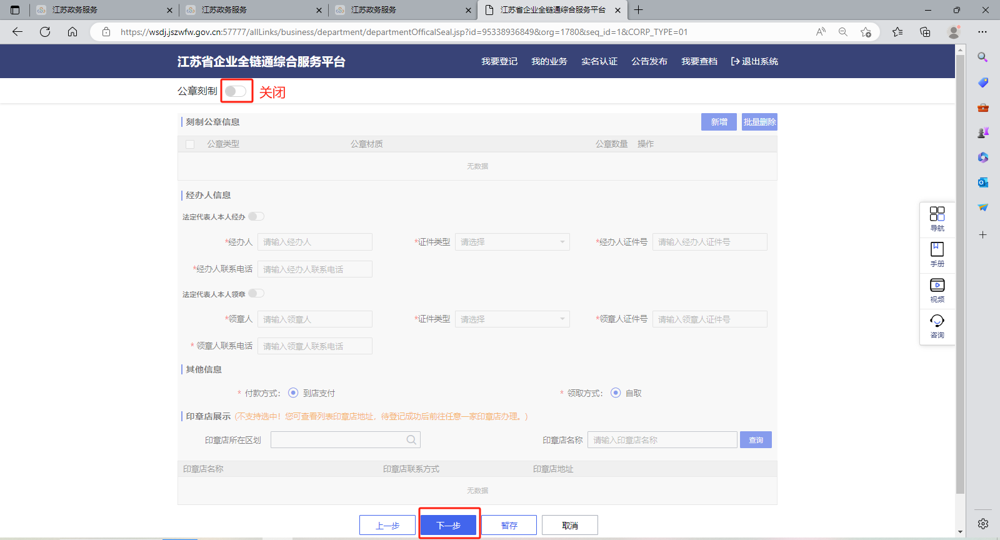 江苏政务服务
江苏政务服务
江苏政务服务
江苏省企业全链通综合服务平台
https://wsdj.jszwfw.gov.cn:57777/allLinks/business/department/departmentOfficalSeal.jsp?id=95338936849&org=1780&seq_id=1&CORP_TYPE=01
江苏省企业全链通综合服务平台
我要登记 我的业务 实名认证 公告发布 我要查档 退出系统
公章刻制 关闭
刻制公章信息 新增 批量删除
公章类型 公章材质 公章数量 操作
无数据
经办人信息
法定代表人本人经办
*经办人 请输入经办人 *证件类型 请选择 *经办人证件号 请输入经办人证件号
*经办人联系电话 请输入经办人联系电话
法定代表人本人领章
*领章人 请输入领章人 *证件类型 请选择 *领章人证件号 请输入领章人证件号
* 领章人联系电话 请输入领章人联系电话
其他信息
* 付款方式: 到店支付 * 领取方式: 自取
印章店展示 (不支持选中！您可查看列表印章店地址，待登记成功后前往任意一家印章店办理。)
印章店所在区划 印章店名称 请输入印章店名称 查询
印章店名称 印章店联系方式 印章店地址
无数据
上一步 下一步 暂存 取消
导航
手册
视频
咨询